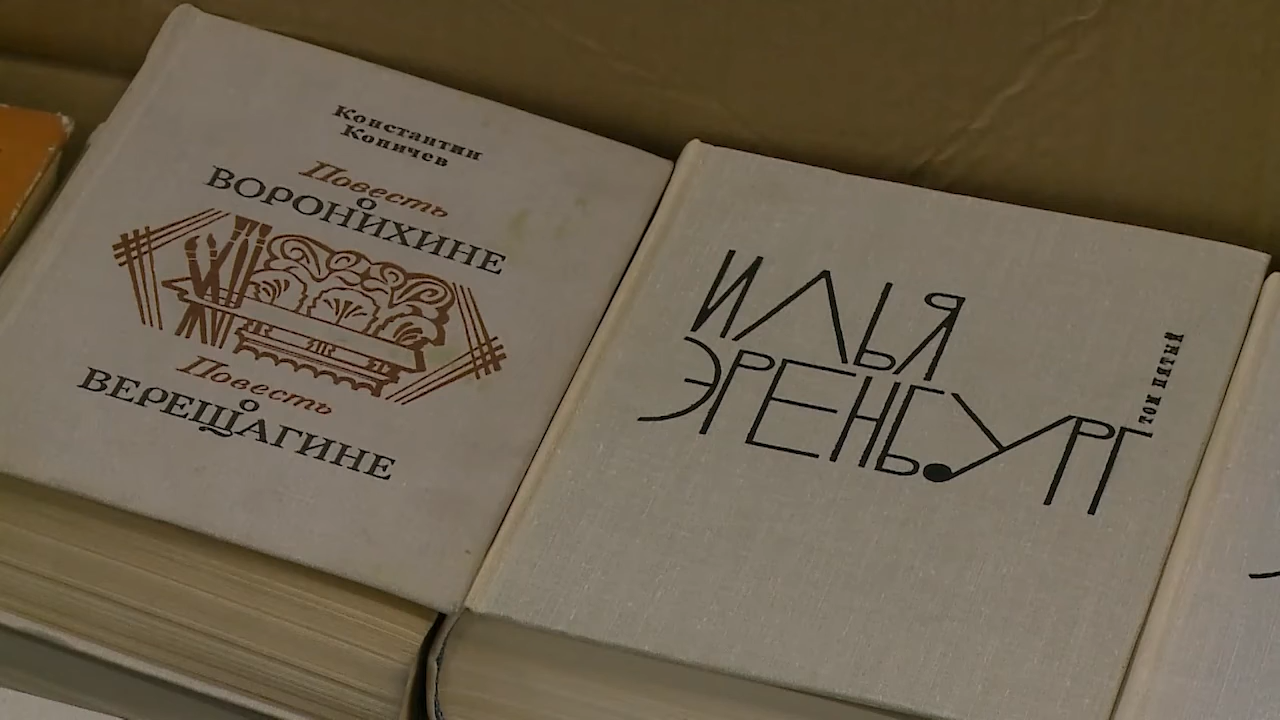 Константин
Коничев
Повесть
о
ВОРОНИХИНЕ
Повесть
о
ВЕРЕЩАГИНЕ
ИЛЬЯ
ЭРЕНБУРГ
ТОМ ПЯТЫЙ